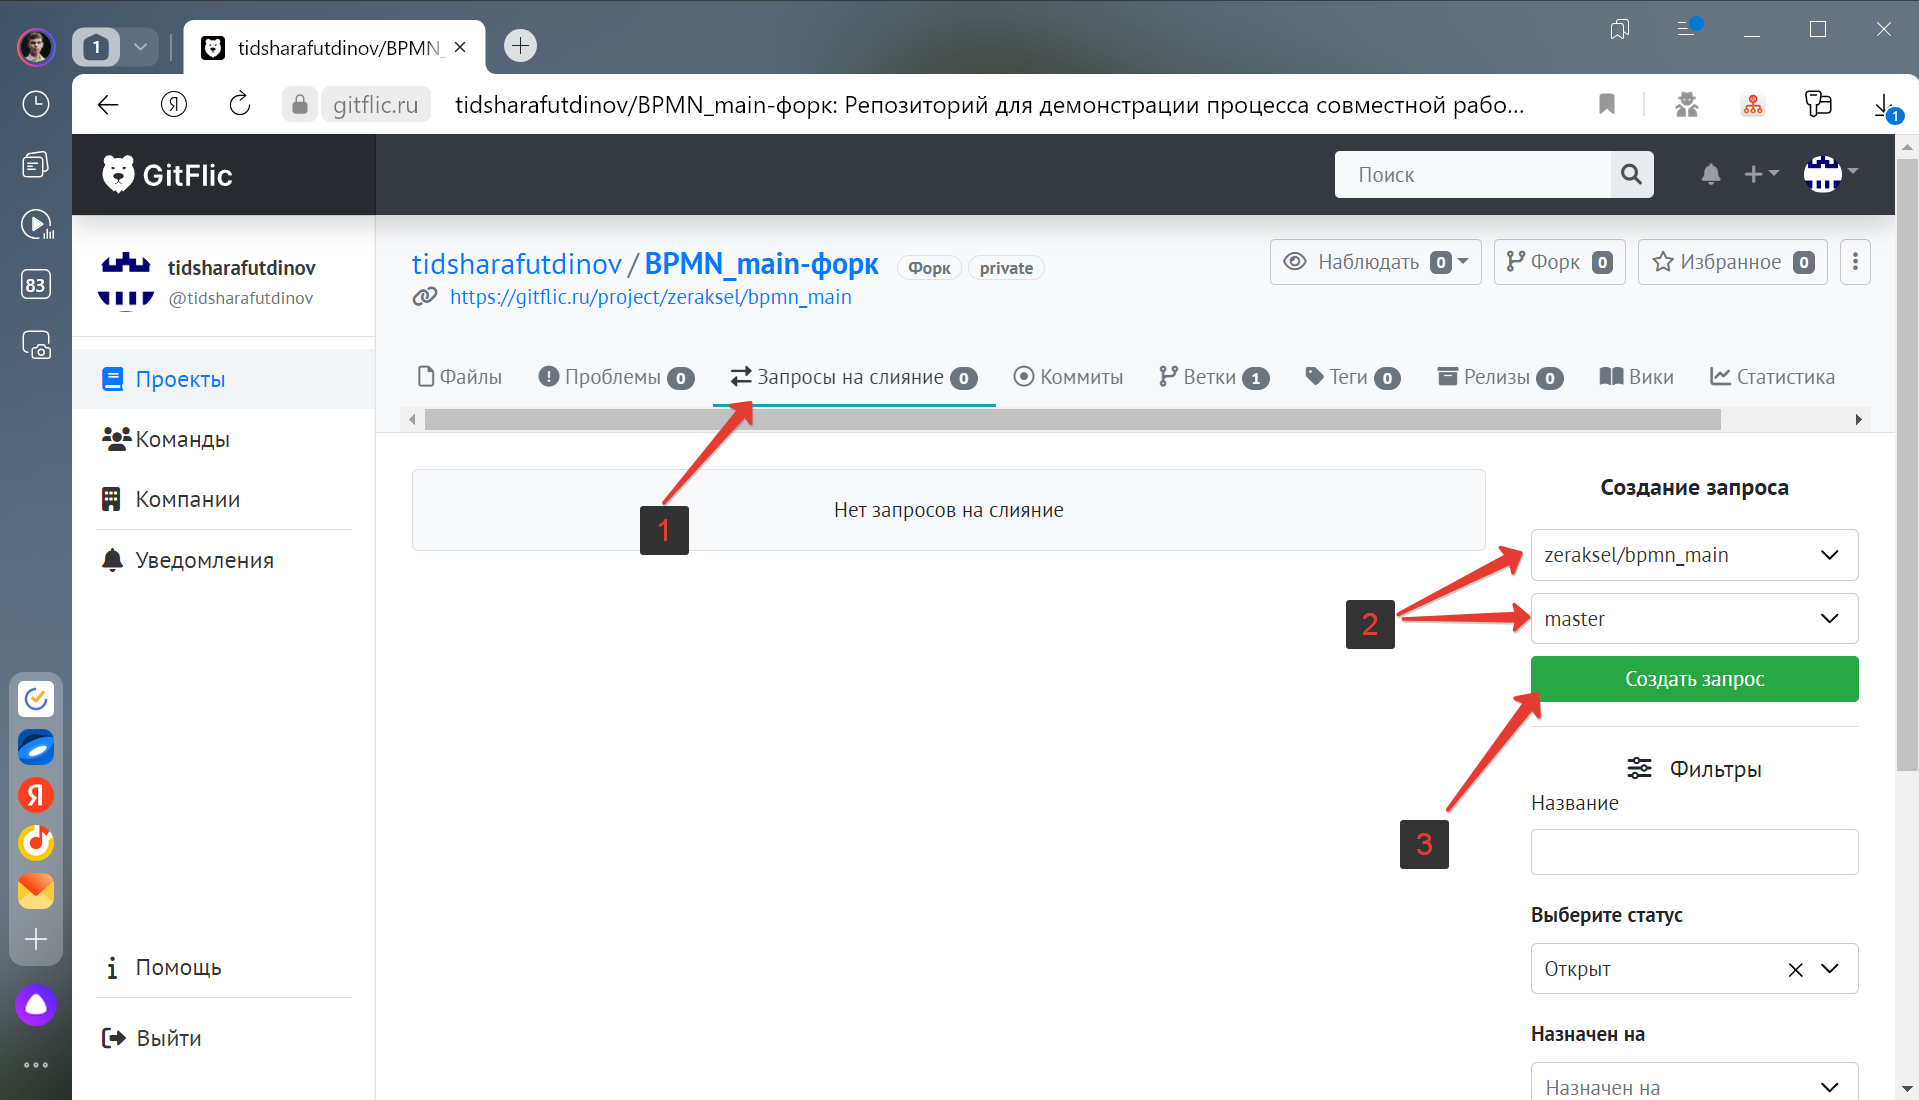 1
tidsharafutdinov/BPMN_
gitflic.ru
tidsharafutdinov/BPMN_main-форк: Репозиторий для демонстрации процесса совместной рабо...
1
83
GitFlic
Поиск
tidsharafutdinov
@tidsharafutdinov
Проекты
Команды
Компании
Уведомления
Помощь
Выйти
tidsharafutdinov / BPMN_main-форк Форк private
https://gitflic.ru/project/zeraksel/bpmn_main
Наблюдать 0
Форк 0
Избранное 0
Файлы Проблемы 0 Запросы на слияние 0 Коммиты Ветки 1 Теги 0 Релизы 0 Вики Статистика
Нет запросов на слияние
1
Создание запроса
zeraksel/bpmn_main
2
master
Создать запрос
3
Фильтры
Название
Выберите статус
Открыт
Назначен на
Назначен на
Я
Я